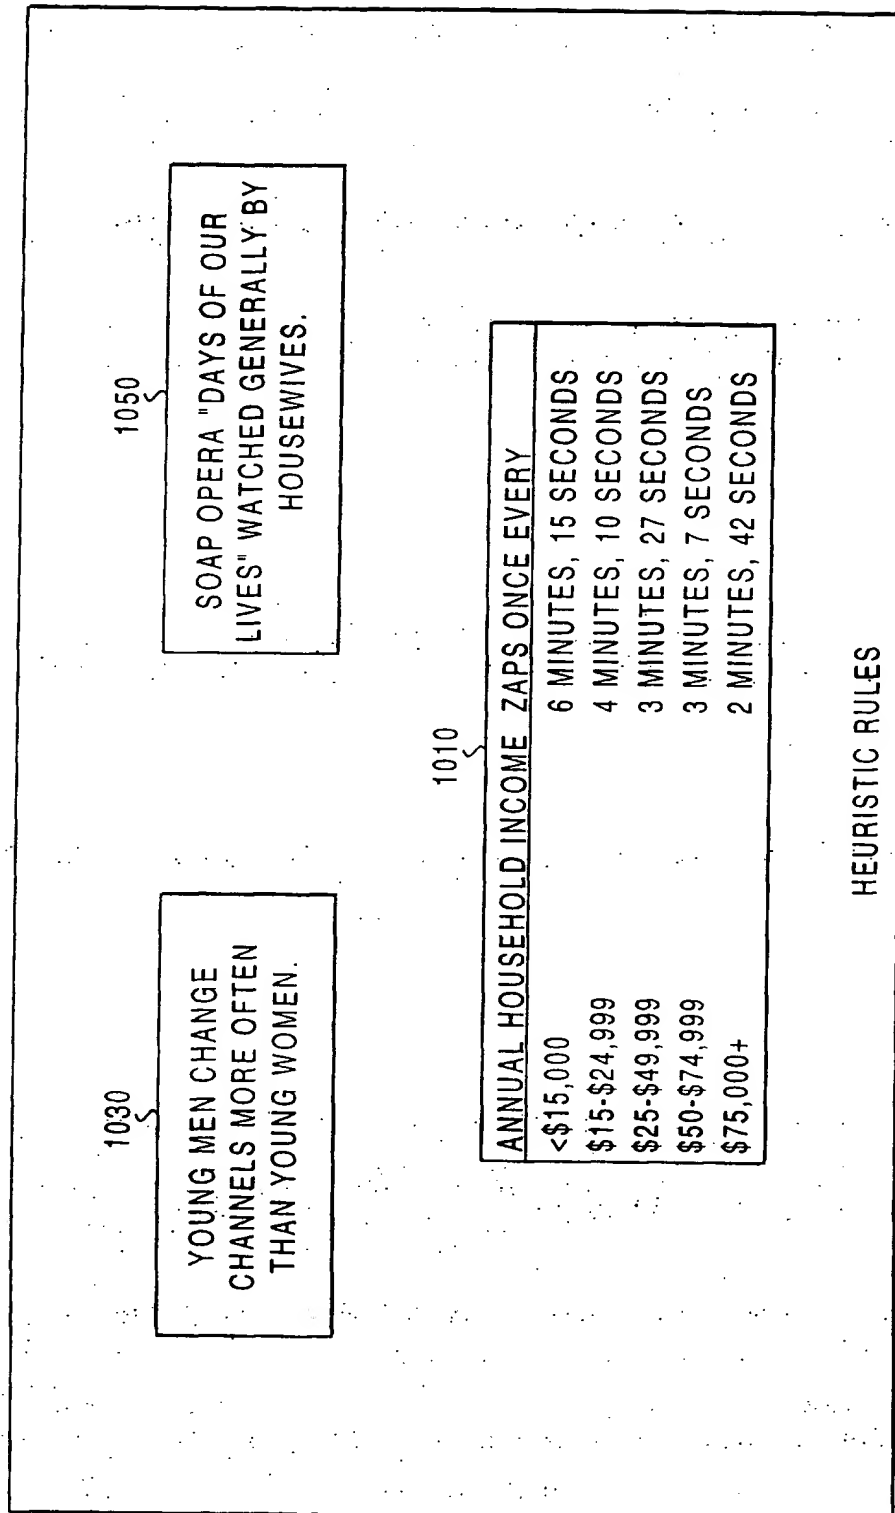 1030
YOUNG MEN CHANGE
CHANNELS MORE OFTEN
THAN YOUNG WOMEN.
1050
SOAP OPERA "DAYS OF OUR
LIVES" WATCHED GENERALLY BY
HOUSEWIVES.
1010
ANNUAL HOUSEHOLD INCOME ZAPS ONCE EVERY
<$15,000 6 MINUTES, 15 SECONDS
$15-$24,999 4 MINUTES, 10 SECONDS
$25-$49,999 3 MINUTES, 27 SECONDS
$50-$74,999 3 MINUTES, 7 SECONDS
$75,000+ 2 MINUTES, 42 SECONDS
HEURISTIC RULES